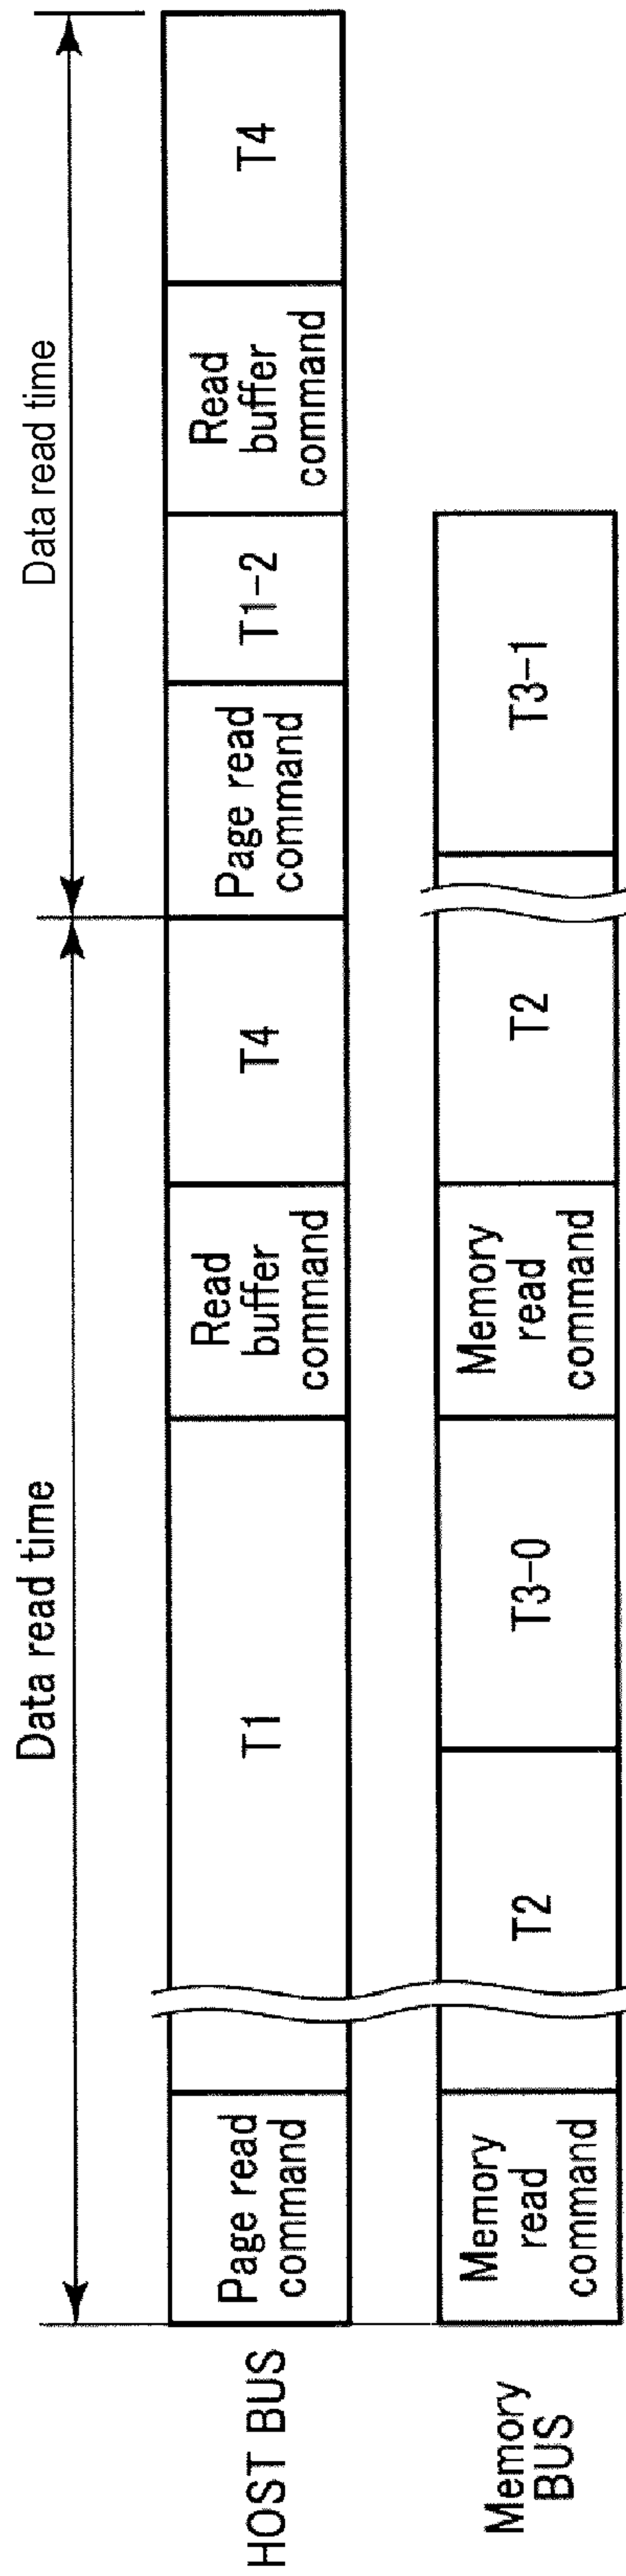 Data read time
Data read time
HOST BUS
Page read
command
T1
Read
buffer
command
T4
Page read
command
T1-2
Read
buffer
command
T4
Memory
BUS
Memory
read
command
T2
T3-0
Memory
read
command
T2
T3-1